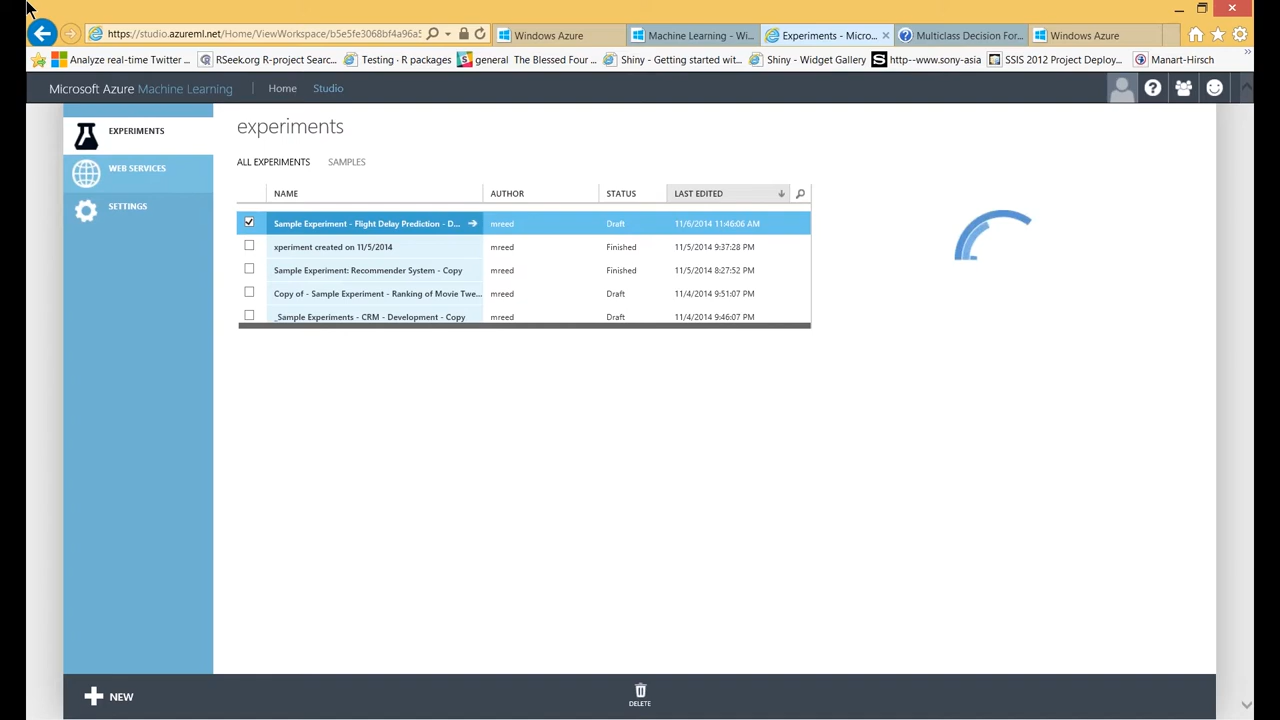 https://studio.azureml.net/Home/ViewWorkspace/b5e5fe3068bf4a96a5
Windows Azure
Machine Learning - Wi...
Experiments - Micro...
Multiclass Decision For...
Windows Azure
Analyze real-time Twitter ...
RSeek.org R-project Searc...
Testing · R packages
general
The Blessed Four ...
Shiny - Getting started wit...
Shiny - Widget Gallery
http--www.sony-asia
SSIS 2012 Project Deploy...
Manart-Hirsch
Microsoft Azure Machine Learning
Home
Studio
EXPERIMENTS
WEB SERVICES
SETTINGS
experiments
ALL EXPERIMENTS SAMPLES
NAME AUTHOR STATUS LAST EDITED
Sample Experiment - Flight Delay Prediction - D... mreed Draft 11/6/2014 11:46:06 AM
xperiment created on 11/5/2014 mreed Finished 11/5/2014 9:37:28 PM
Sample Experiment: Recommender System - Copy mreed Finished 11/5/2014 8:27:52 PM
Copy of - Sample Experiment - Ranking of Movie Twe... mreed Draft 11/4/2014 9:51:07 PM
_Sample Experiments - CRM - Development - Copy mreed Draft 11/4/2014 9:46:07 PM
NEW
DELETE